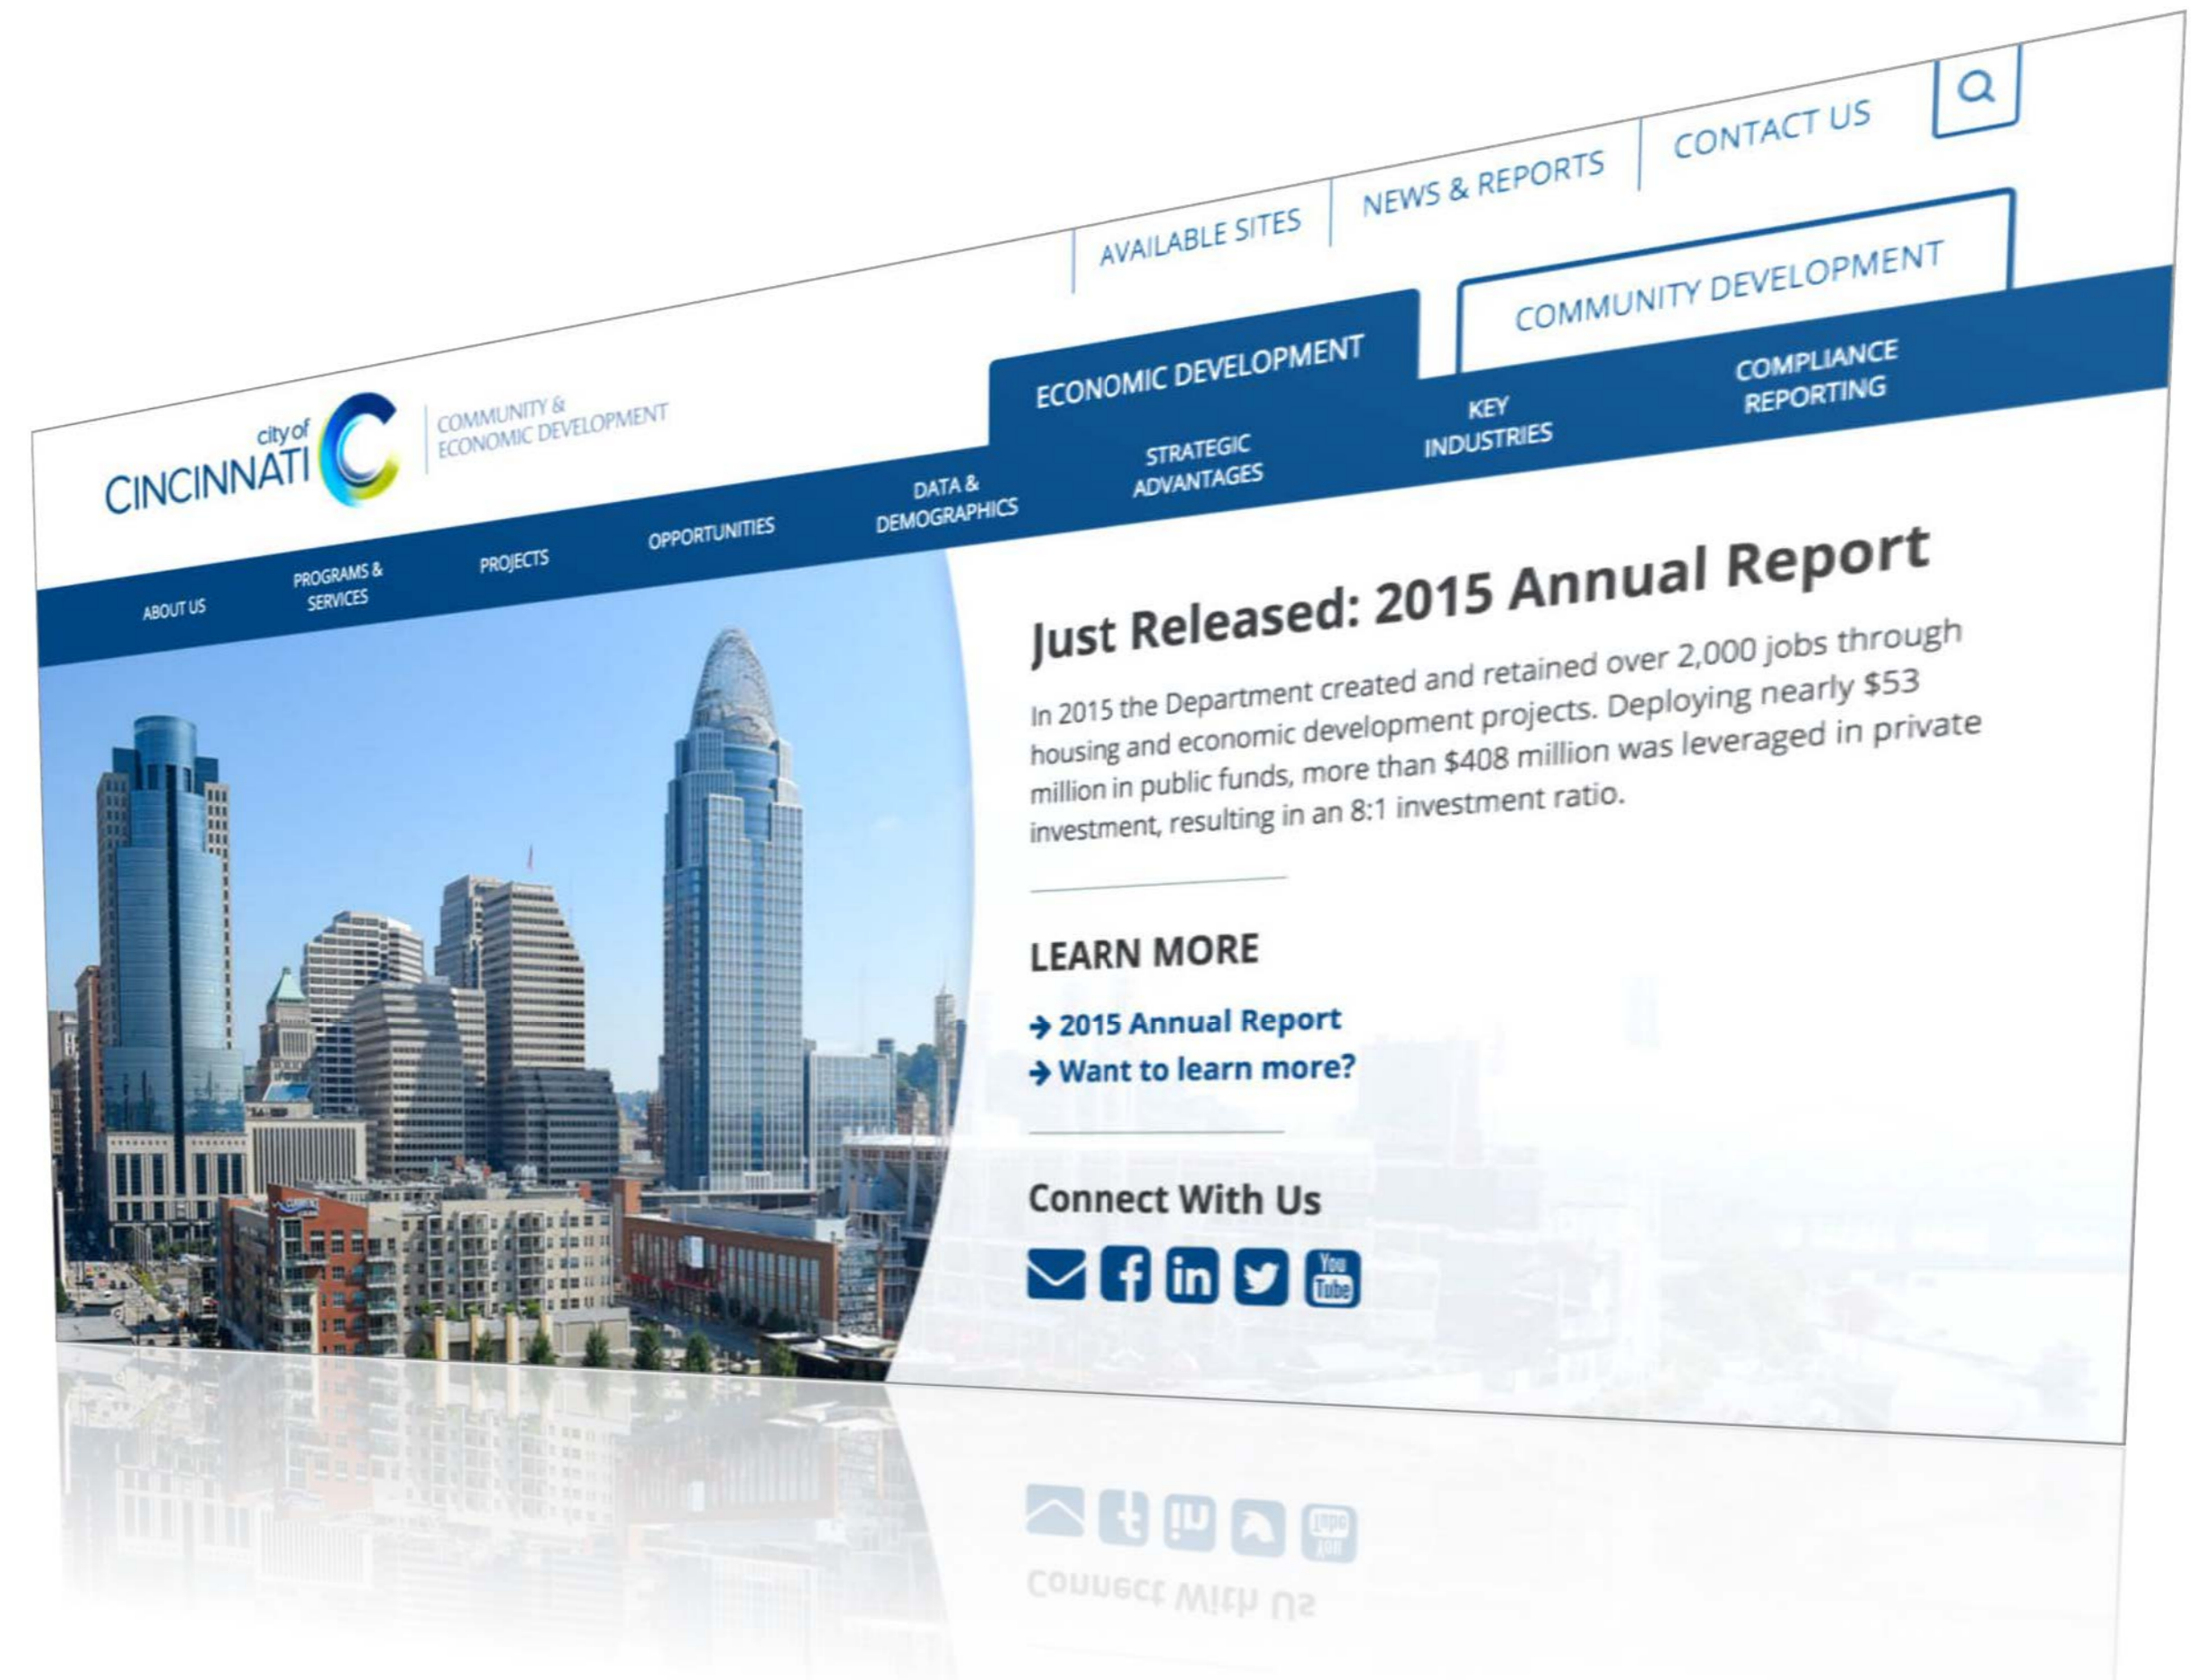 AVAILABLE SITES
NEWS & REPORTS
CONTACT US
city of
CINCINNATI
COMMUNITY &
ECONOMIC DEVELOPMENT
ECONOMIC DEVELOPMENT
COMMUNITY DEVELOPMENT
ABOUT US
PROGRAMS &
SERVICES
PROJECTS
OPPORTUNITIES
DATA &
DEMOGRAPHICS
STRATEGIC
ADVANTAGES
KEY
INDUSTRIES
COMPLIANCE
REPORTING
Just Released: 2015 Annual Report
In 2015 the Department created and retained over 2,000 jobs through
housing and economic development projects. Deploying nearly $53
million in public funds, more than $408 million was leveraged in private
investment, resulting in an 8:1 investment ratio.
LEARN MORE
→ 2015 Annual Report
→ Want to learn more?
Connect With Us
in
You
Tube
Connect With Us